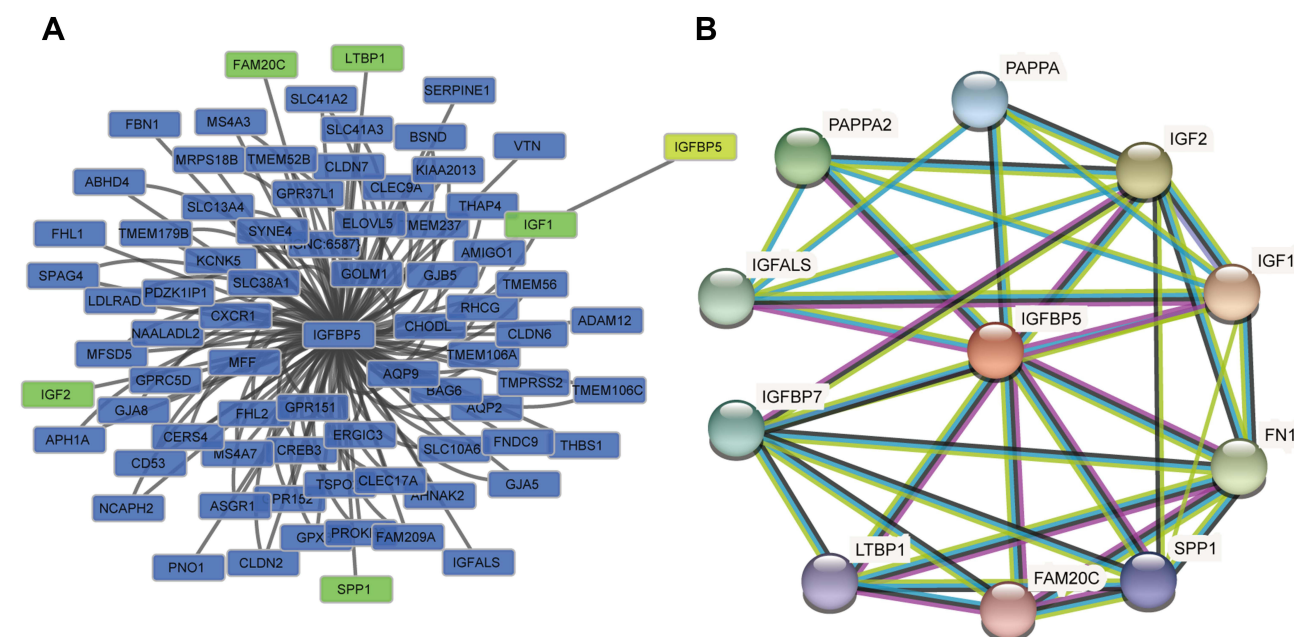 A
B
FAM20C
LTBP1
PAPPA
SLC41A2
SERPINE1
FBN1
MS4A3
SLC41A3
BSND
VTN
IGFBP5
PAPPA2
IGF2
MRPS18B
TMEM52B
CLDN7
KIAA2013
ABHD4
GPR37L1
CLEC9A
SLC13A4
THAP4
FHL1
TMEM179B
SYNE4
ELOVL5
MEM237
IGF1
KCNK5
AMIGO1
SPAG4
SLC38A1
GOLM1
GJB5
TMEM56
IGFALS
IGF1
LDLRAD
PDZK1IP1
RHCG
CXCR1
CHODL
ADAM12
IGFBP5
NAALADL2
IGFBP5
CLDN6
MFSD5
MFF
TMEM106A
GPRC5D
AQP9
TMPRSS2
TMEM106C
IGF2
BAG6
IGFBP7
GJA8
FHL2
GPR151
AQP2
APH1A
CERS4
ERGIC3
FNDC9
THBS1
FN1
CD53
MS4A7
CREB3
SLC10A6
NCAPH2
TSPO
CLEC17A
GJA5
ASGR1
PR152
AHNAK2
GPX
PROK
FAM209A
LTBP1
SPP1
PNO1
CLDN2
IGFALS
FAM20C
SPP1